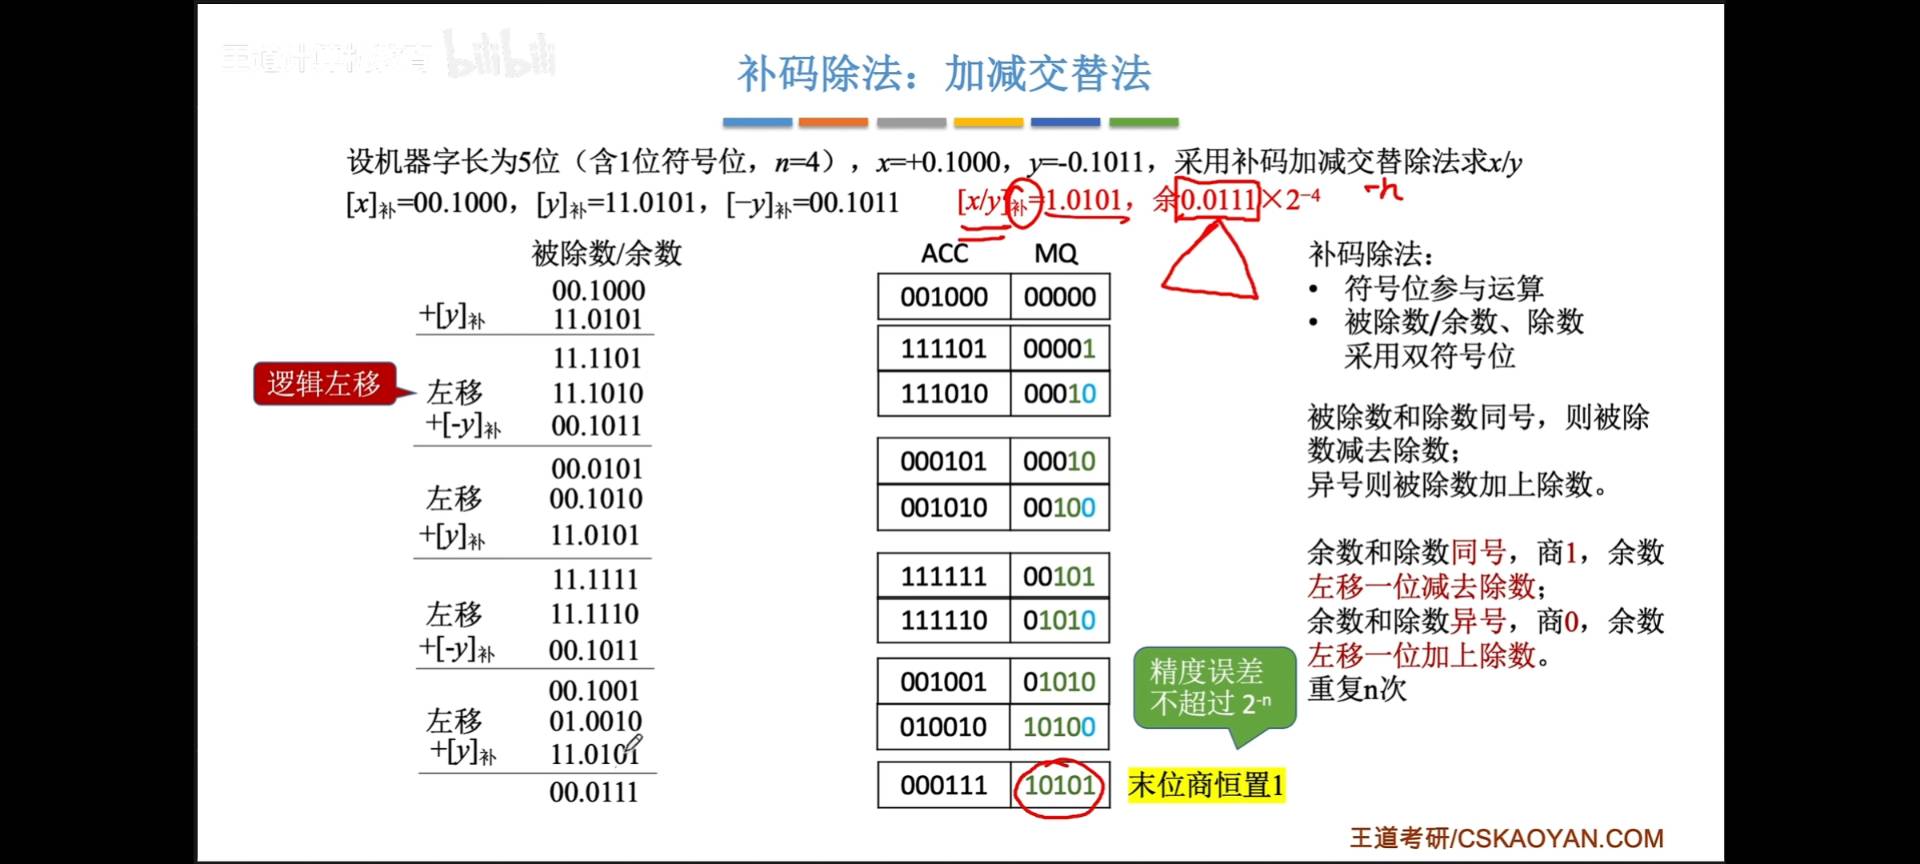 王道计算机教育 bilibili
补码除法：加减交替法
设机器字长为5位（含1位符号位，n=4），x=+0.1000，y=-0.1011，采用补码加减交替除法求x/y
[x]补=00.1000，[y]补=11.0101，[−y]补=00.1011 [x/y]补=1.0101，余0.0111×2⁻⁴ -n
被除数/余数
00.1000
+[y]补 11.0101
11.1101
逻辑左移
左移 11.1010
+[-y]补 00.1011
00.0101
左移 00.1010
+[y]补 11.0101
11.1111
左移 11.1110
+[-y]补 00.1011
00.1001
左移 01.0010
+[y]补 11.0101
00.0111
ACC MQ
001000 00000
111101 00001
111010 00010
000101 00010
001010 00100
111111 00101
111110 01010
001001 01010
010010 10100
000111 10101
末位商恒置1
精度误差
不超过 2⁻ⁿ
补码除法：
• 符号位参与运算
• 被除数/余数、除数
采用双符号位
被除数和除数同号，则被除
数减去除数；
异号则被除数加上除数。
余数和除数同号，商1，余数
左移一位减去除数；
余数和除数异号，商0，余数
左移一位加上除数。
重复n次
王道考研/CSKAOYAN.COM